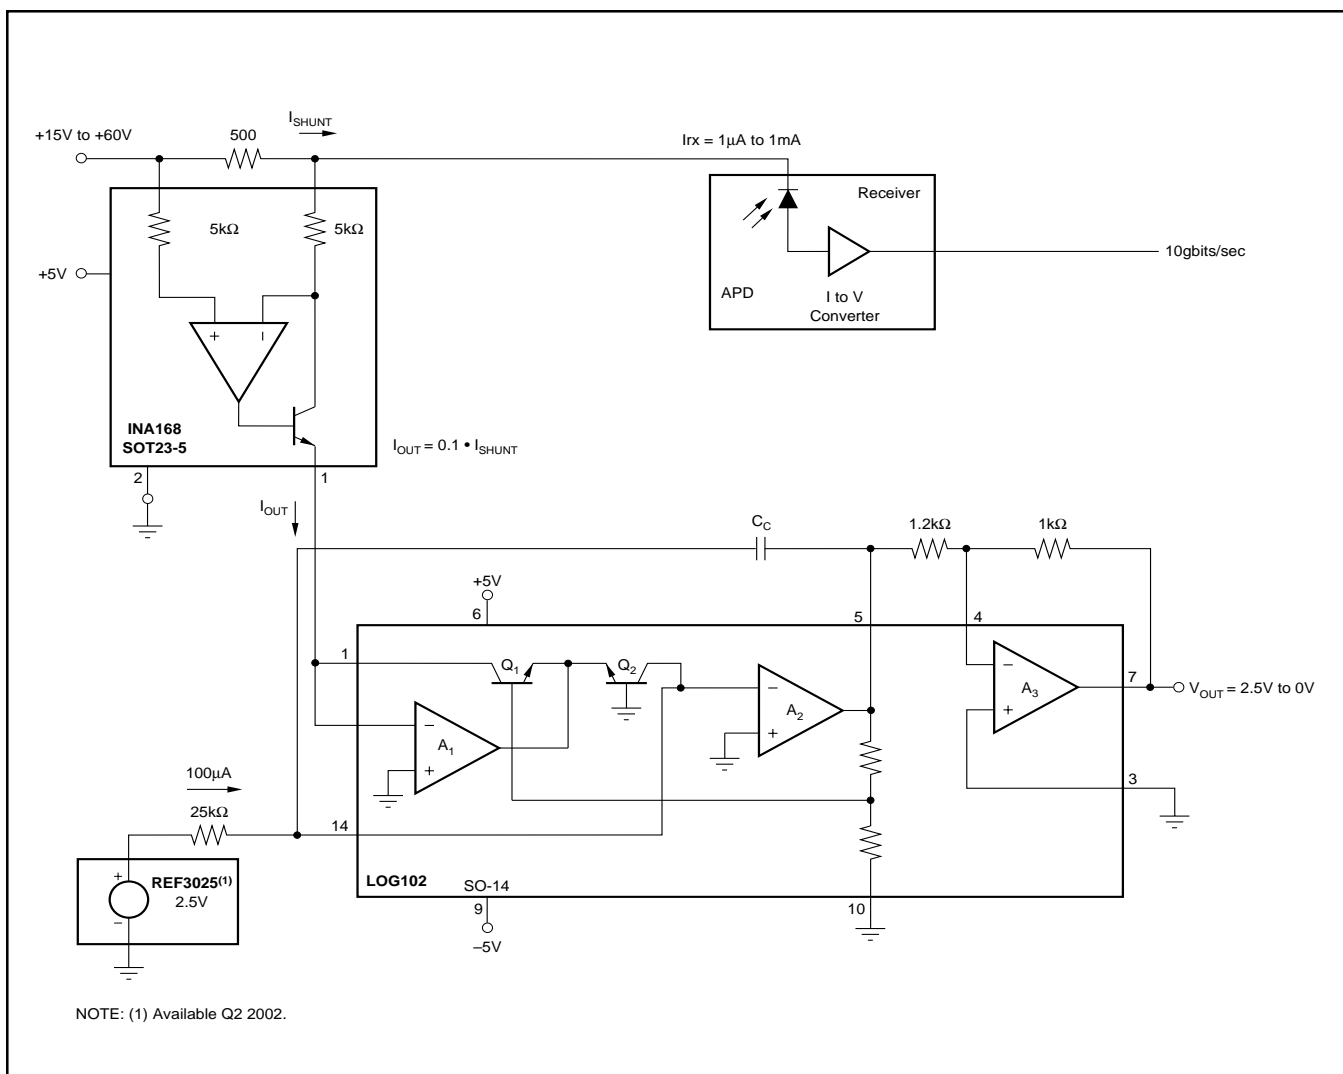 I_SHUNT
+15V to +60V
500
Irx = 1µA to 1mA
Receiver
5kΩ
5kΩ
+5V
10gbits/sec
APD
I to V
Converter
+
–
INA168
SOT23-5
I_OUT = 0.1 • I_SHUNT
2
1
I_OUT
C_C
1.2kΩ
1kΩ
+5V
6
5
4
1
Q1
Q2
–
A1
+
–
A2
+
–
A3
+
7
V_OUT = 2.5V to 0V
3
100µA
25kΩ
14
REF3025(1)
2.5V
+
–
LOG102
SO-14
9
–5V
10
NOTE: (1) Available Q2 2002.